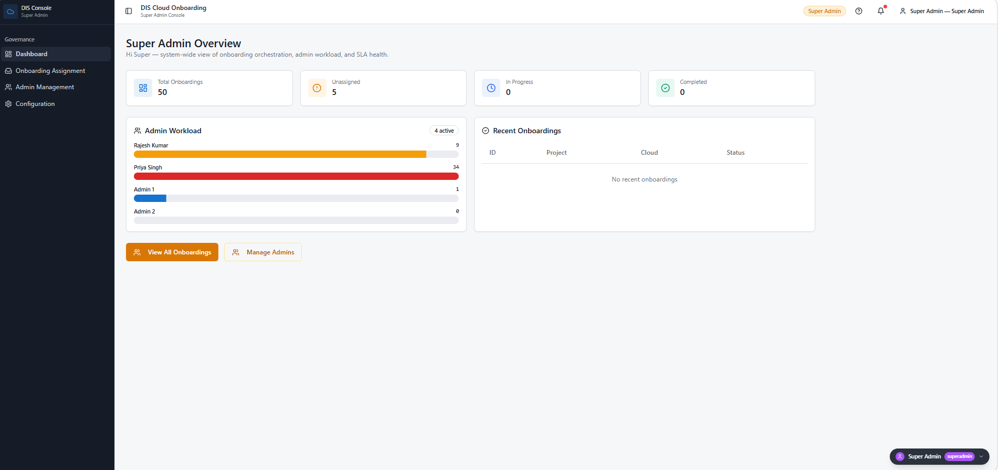 DIS Console
Super Admin
Governance
Dashboard
Onboarding Assignment
Admin Management
Configuration
DIS Cloud Onboarding
Super Admin Console
Super Admin
Super Admin — Super Admin
Super Admin Overview
Hi Super — system-wide view of onboarding orchestration, admin workload, and SLA health.
Total Onboardings
50
Unassigned
5
In Progress
0
Completed
0
Admin Workload
4 active
Rajesh Kumar 9
Priya Singh 34
Admin 1 1
Admin 2 0
Recent Onboardings
ID Project Cloud Status
No recent onboardings
View All Onboardings
Manage Admins
Super Admin superadmin